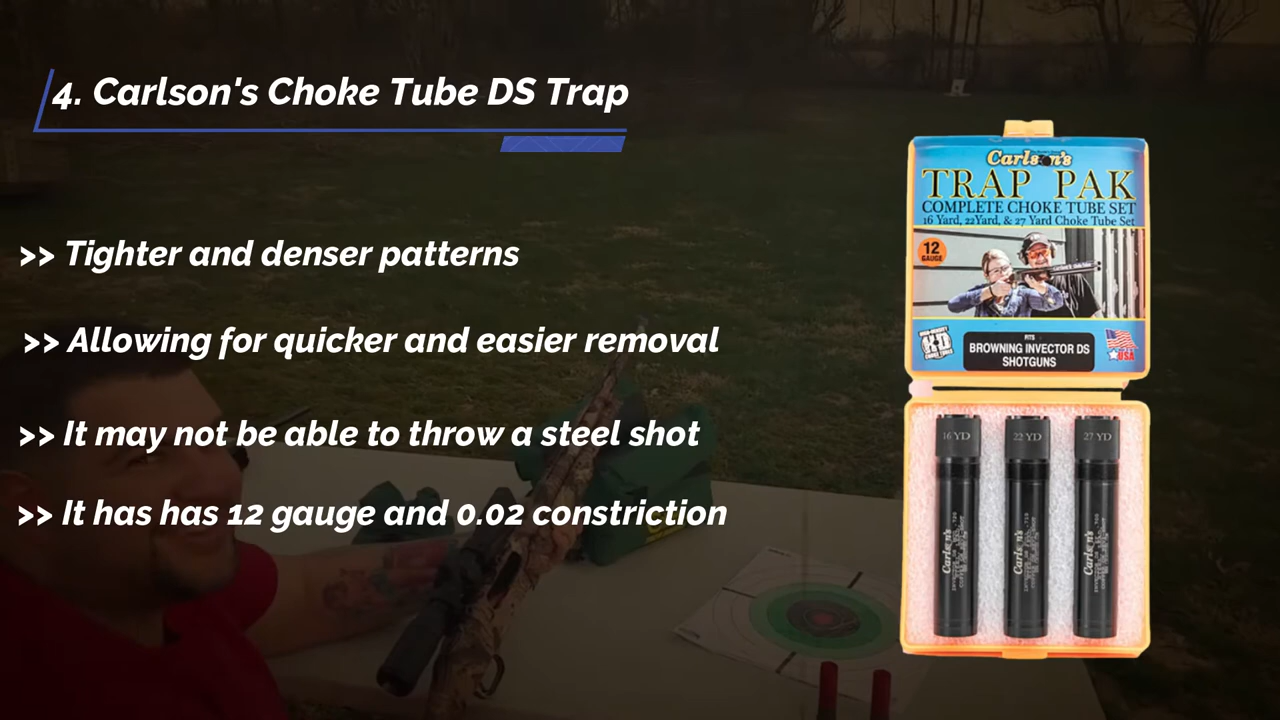 4. Carlson's Choke Tube DS Trap
>> Tighter and denser patterns
>> Allowing for quicker and easier removal
>> It may not be able to throw a steel shot
>> It has has 12 gauge and 0.02 constriction
Carlson's
TRAP PAK
COMPLETE CHOKE TUBE SET
16 Yard, 22Yard, & 27 Yard Choke Tube Set
12
GAUGE
FITS
BROWNING INVECTOR DS
SHOTGUNS
USA
16 YD
22 YD
27 YD
Carlson's
Carlson's
Carlson's